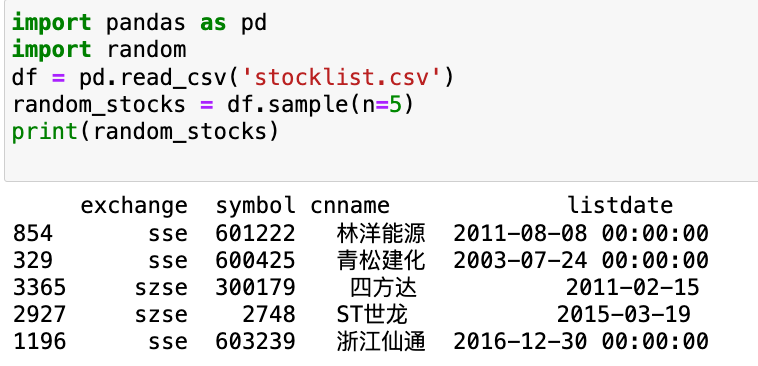 import pandas as pd
import random
df = pd.read_csv('stocklist.csv')
random_stocks = df.sample(n=5)
print(random_stocks)
exchange symbol cnname listdate
854 sse 601222 林洋能源 2011-08-08 00:00:00
329 sse 600425 青松建化 2003-07-24 00:00:00
3365 szse 300179 四方达 2011-02-15
2927 szse 2748 ST世龙 2015-03-19
1196 sse 603239 浙江仙通 2016-12-30 00:00:00